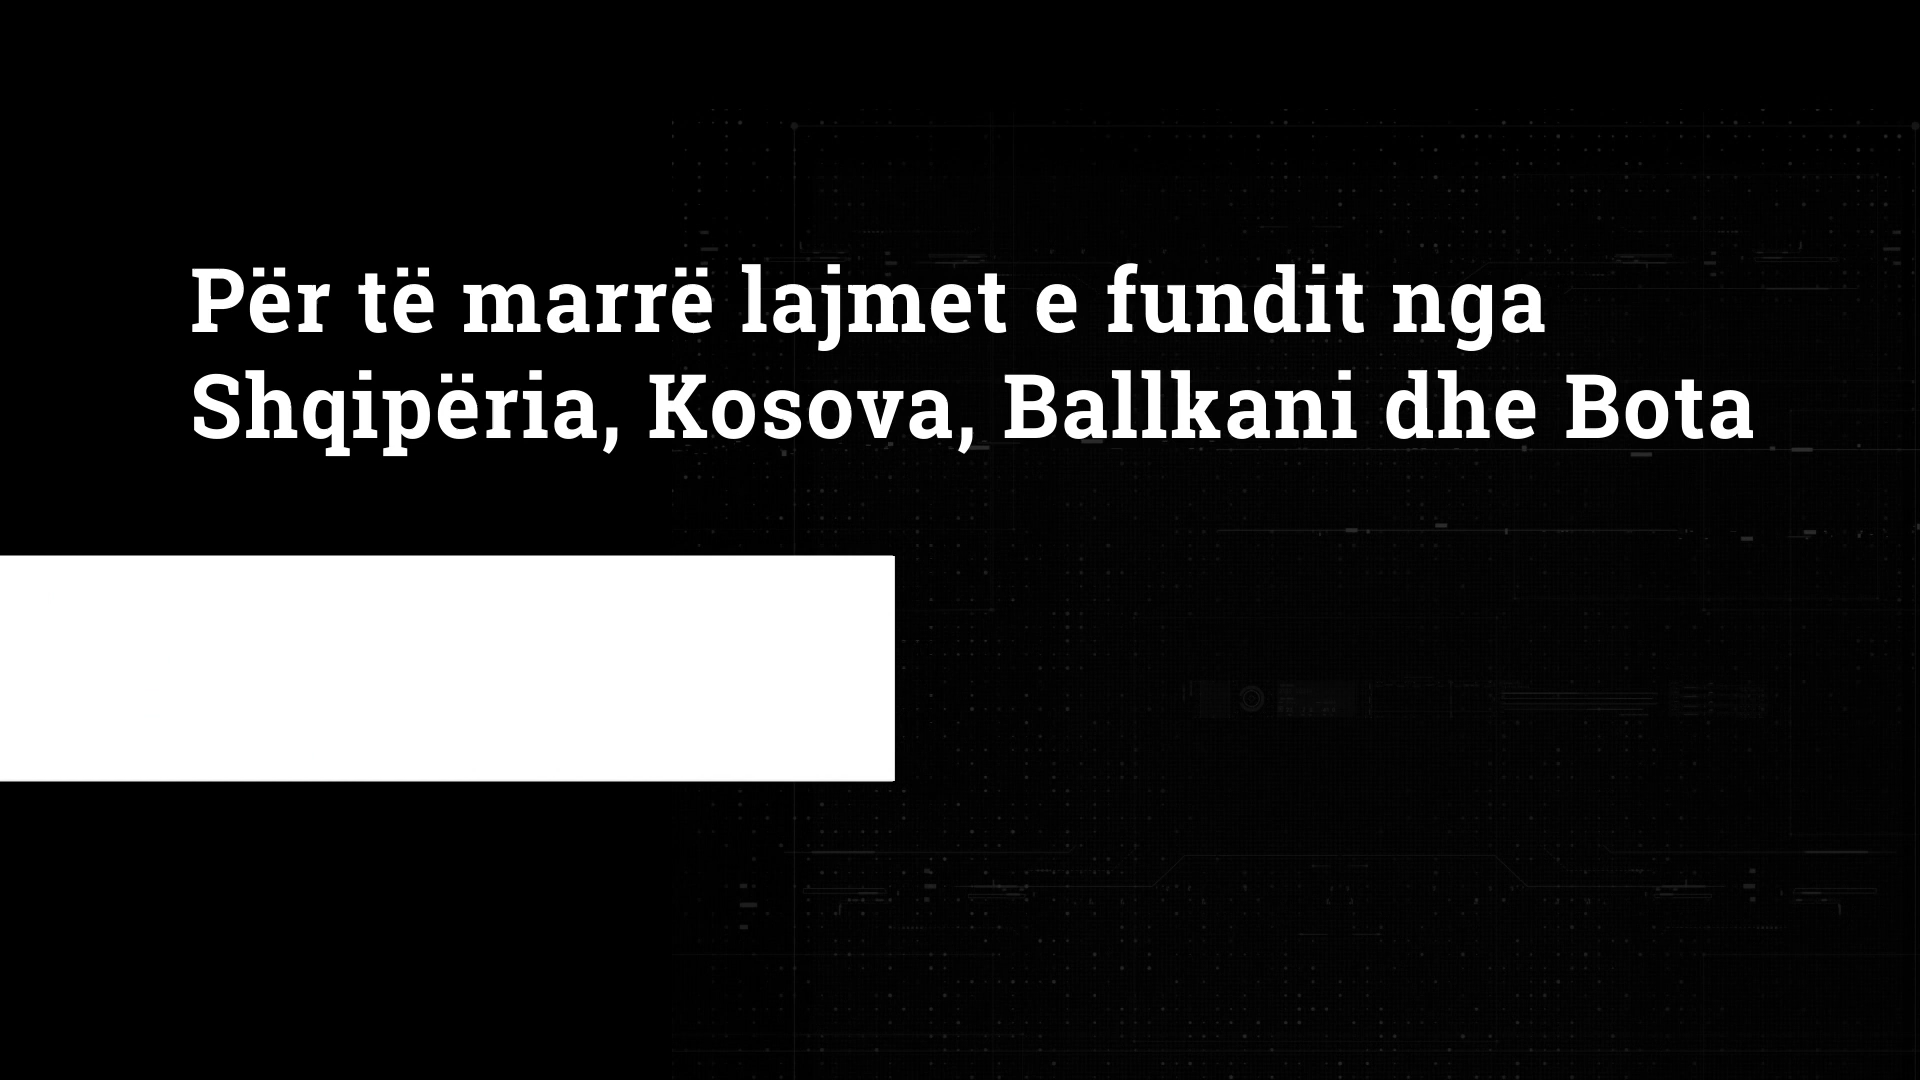 Për të marrë lajmet e fundit nga
Shqipëria, Kosova, Ballkani dhe Bota